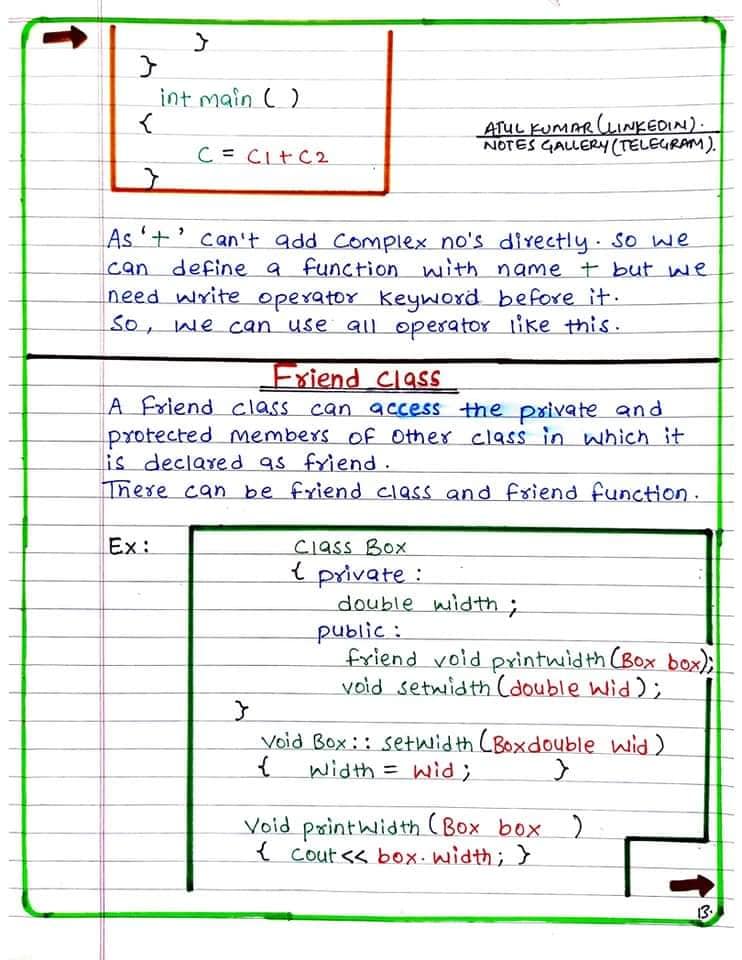 }
}
int main ( )
{
C = C1 + C2
}
ATUL KUMAR (LINKEDIN).
NOTES GALLERY (TELEGRAM).
As '+' can't add complex no's directly. So we
can define a function with name + but we
need write operator keyword before it.
So, we can use all operator like this.
Friend Class
A friend class can access the private and
protected members of other class in which it
is declared as friend.
There can be friend class and friend function.
Ex:
Class Box
{ private :
double width ;
public :
friend void printwidth (Box box);
void setwidth (double wid) ;
}
Void Box:: setwidth (Boxdouble wid)
{ width = wid ; }
Void printwidth (Box box )
{ cout << box. width; }
13.